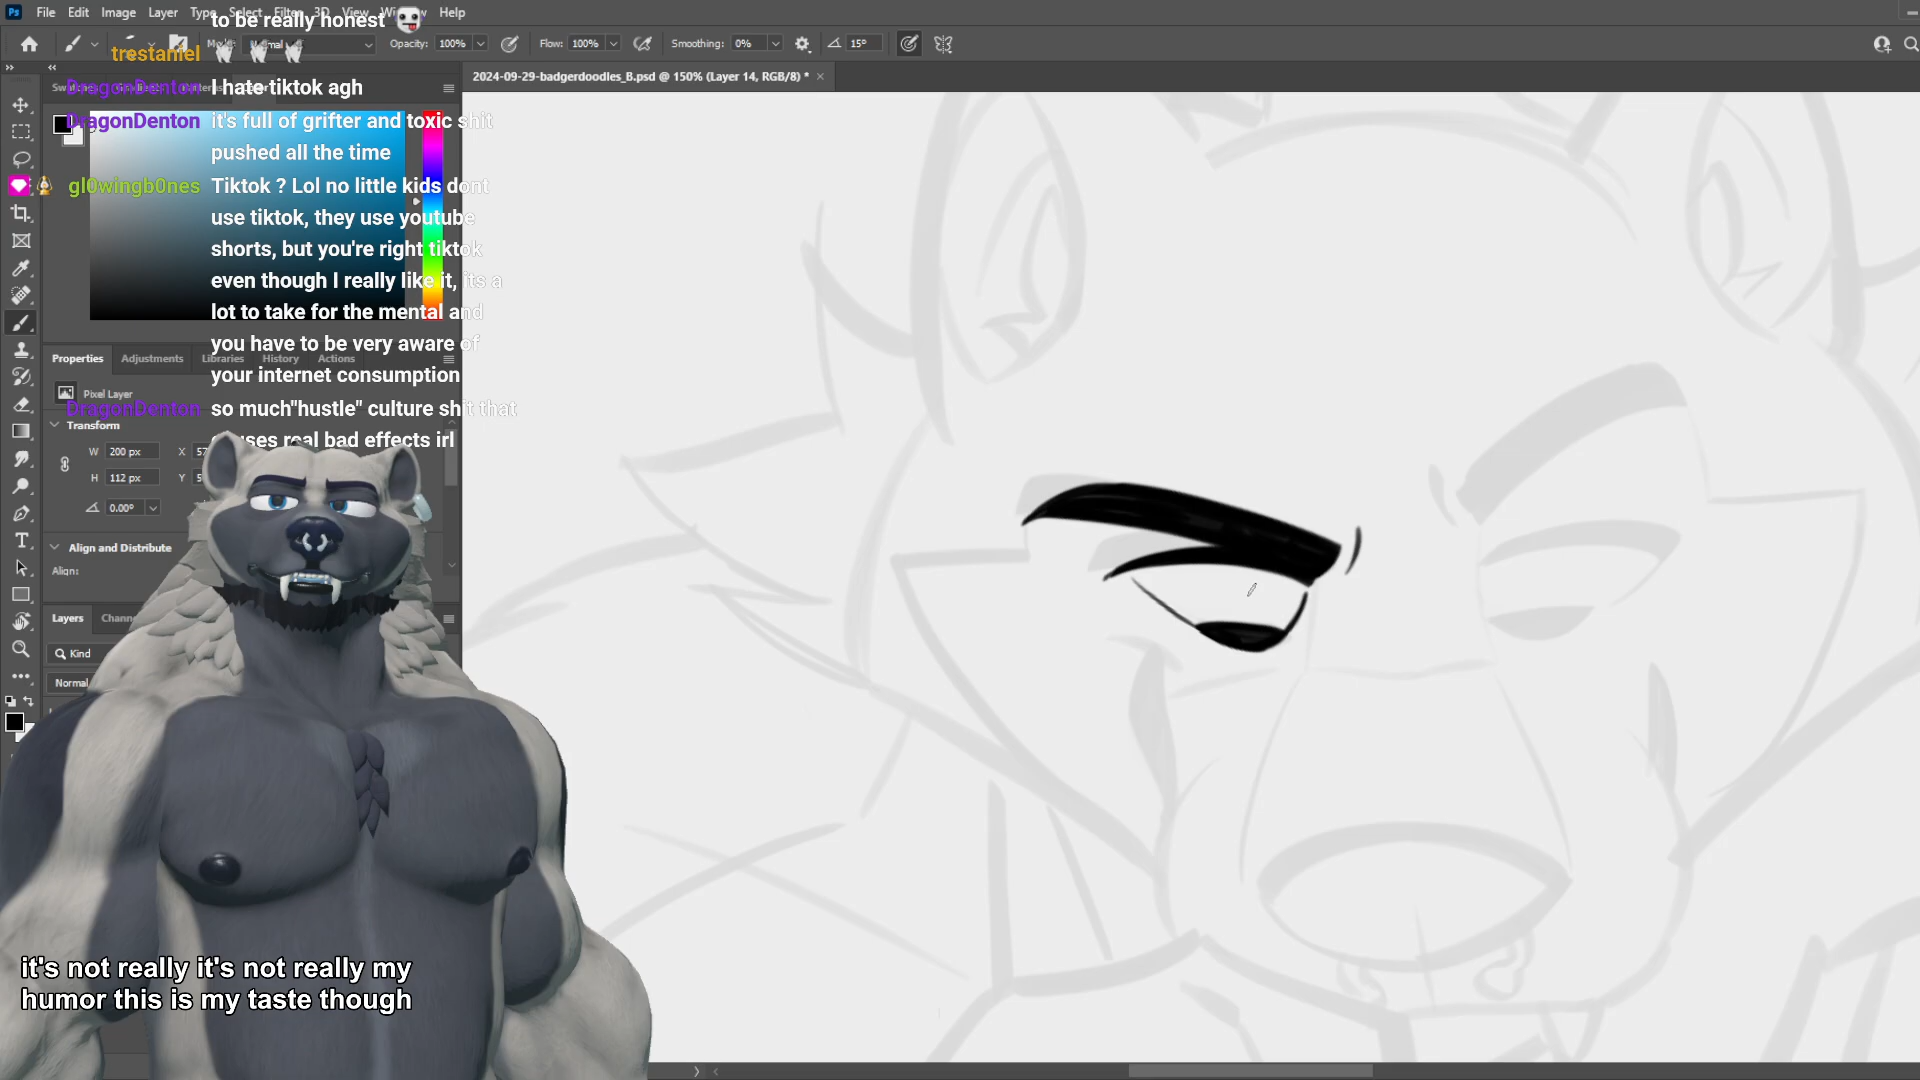 File Edit Image Layer Type Select Filter 3D View Help
to be really honest
Opacity: 100% Flow: 100% Smoothing: 0% 15°
trestaniel
2024-09-29-badgerdoodles_B.psd @ 150% (Layer 14, RGB/8) *
DragonDenton I hate tiktok agh
DragonDenton it's full of grifter and toxic shit
pushed all the time
gl0wingb0nes Tiktok ? Lol no little kids dont
use tiktok, they use youtube
shorts, but you're right tiktok
even though I really like it, its a
lot to take for the mental and
you have to be very aware of
your internet consumption
Properties Adjustments Libraries History Actions
Pixel Layer
DragonDenton so much"hustle" culture shit that
causes real bad effects irl
Transform
W 200 px X
H 112 px Y
0.00°
Align and Distribute
Align:
Layers
Kind
Normal
it's not really it's not really my
humor this is my taste though